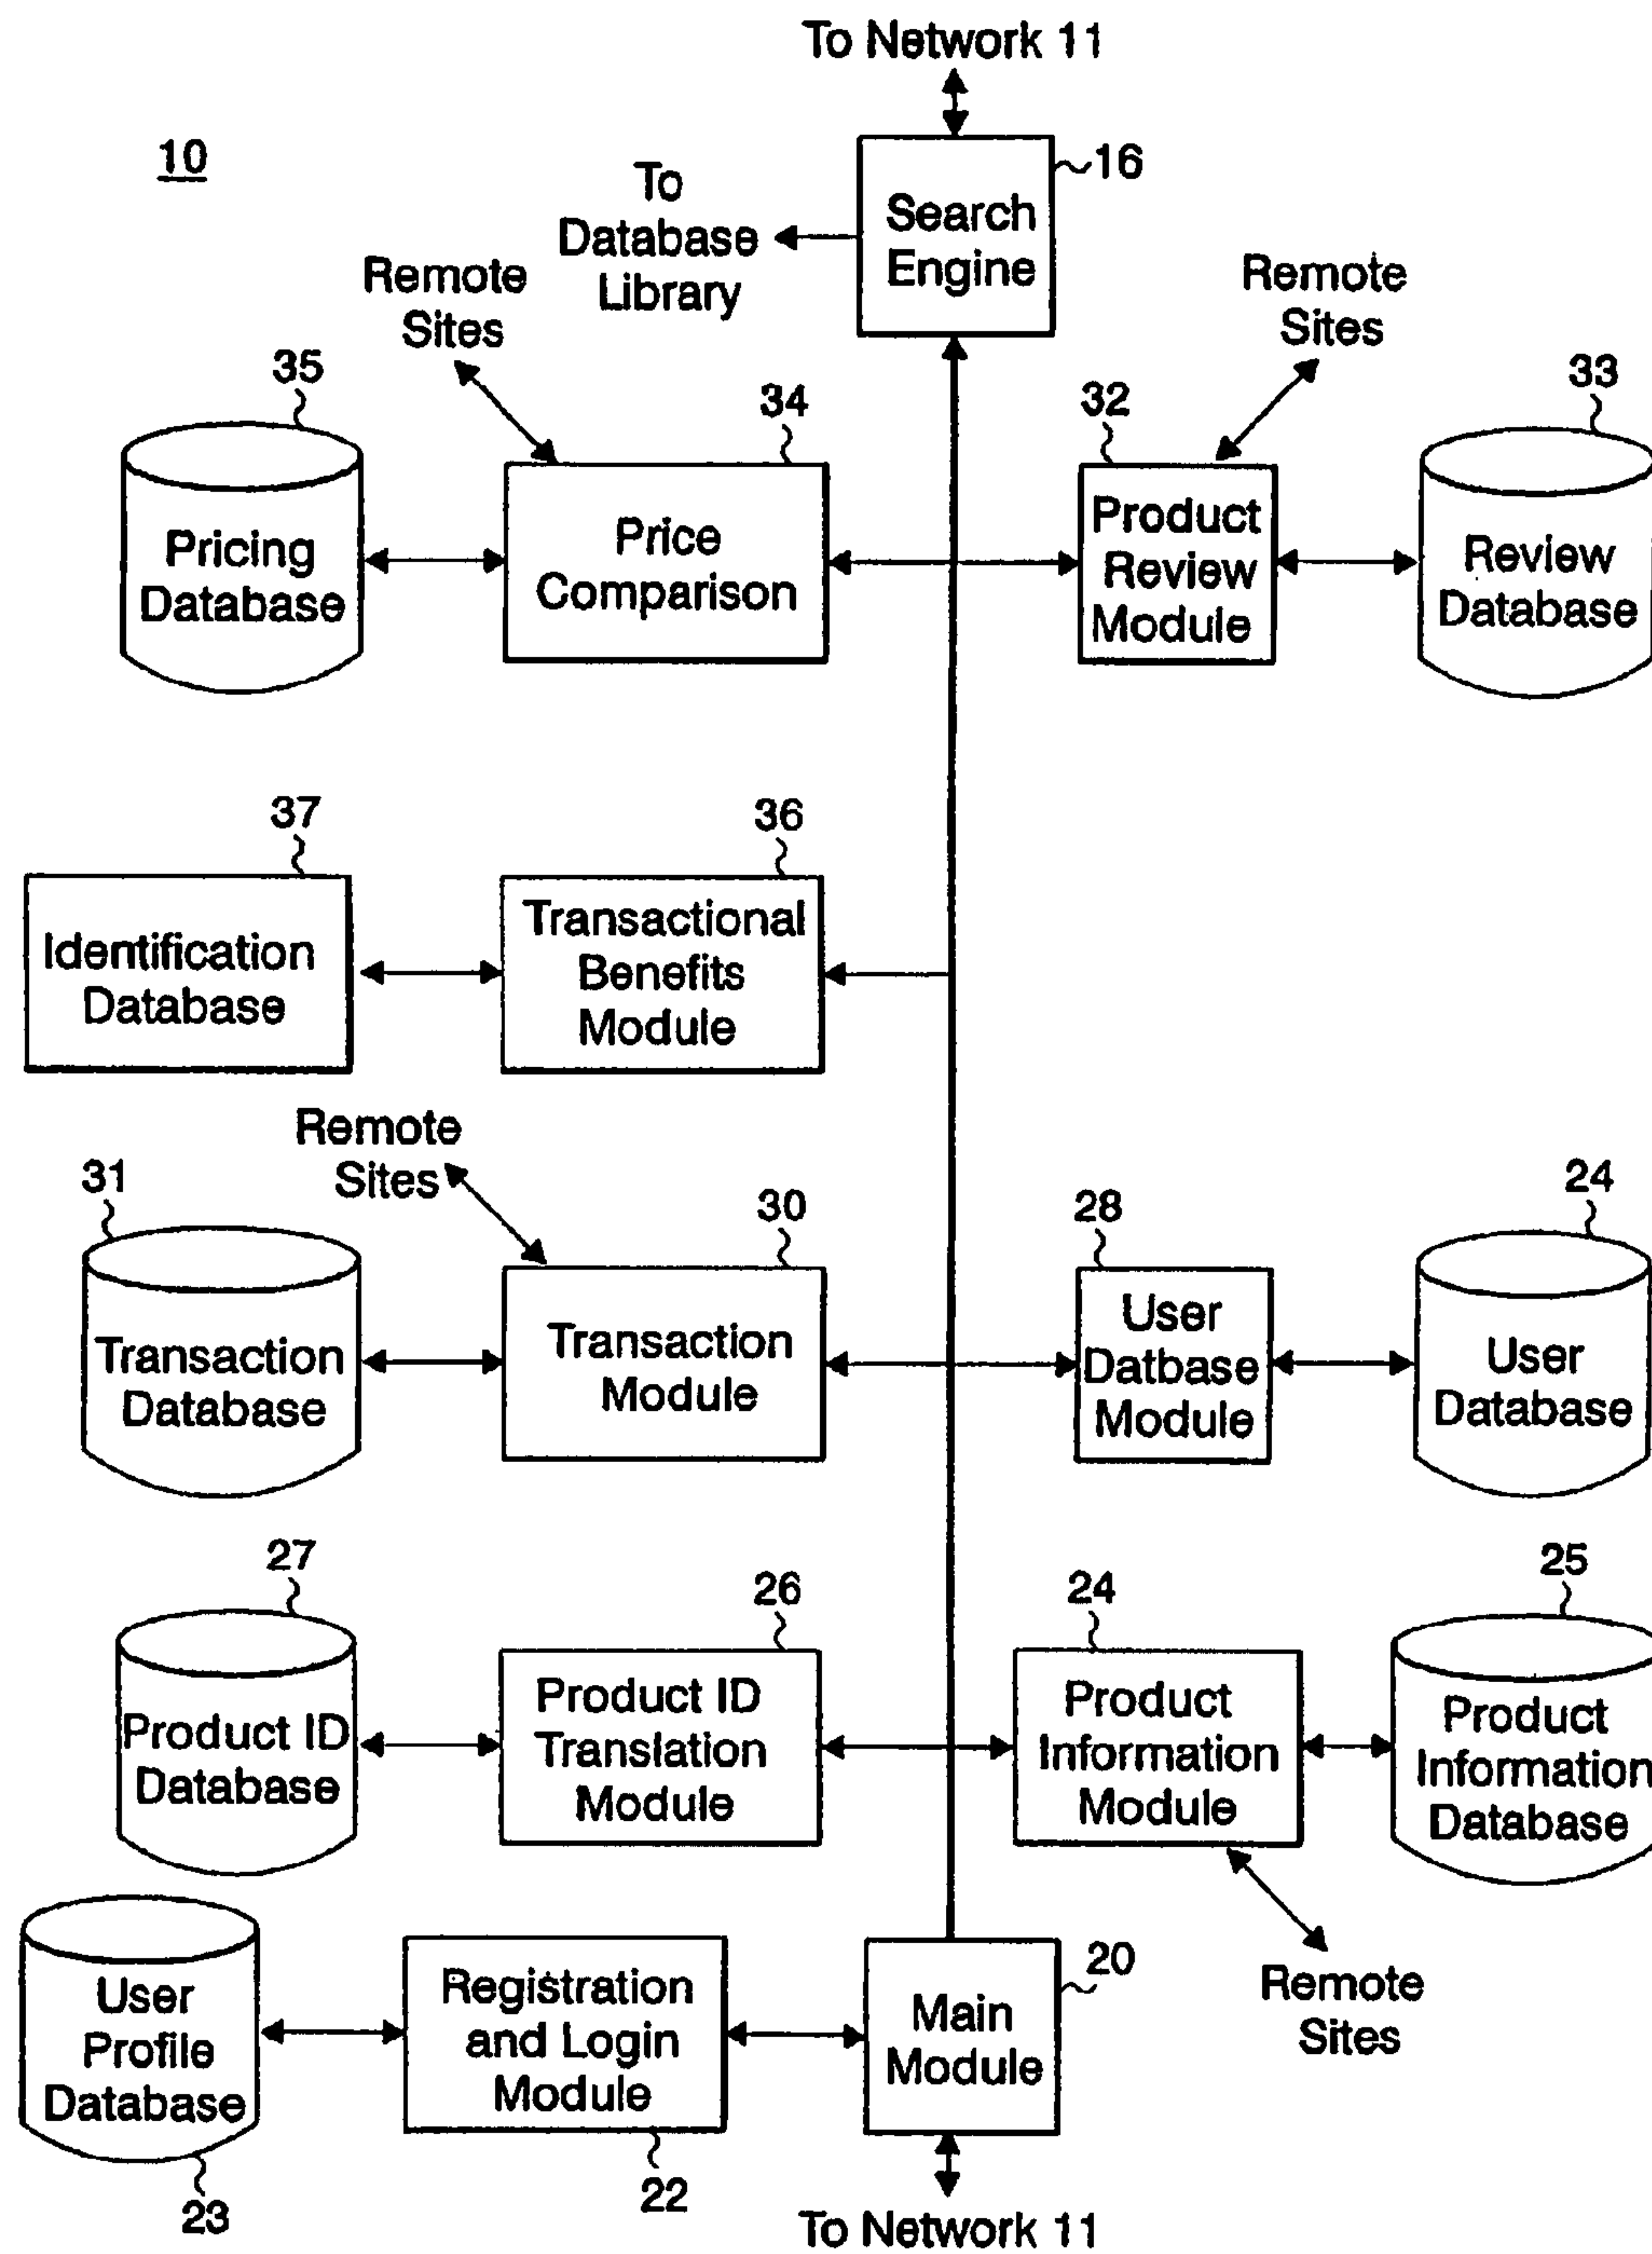 To Network 11
10
16
To
Database
Library
Search
Engine
Remote
Sites
Remote
Sites
35
34
32
33
Pricing
Database
Price
Comparison
Product
Review
Module
Review
Database
37
36
Identification
Database
Transactional
Benefits
Module
Remote
Sites
31
30
28
24
Transaction
Database
Transaction
Module
User
Datbase
Module
User
Database
27
26
24
25
Product ID
Database
Product ID
Translation
Module
Product
Information
Module
Product
Information
Database
User
Profile
Database
Registration
and Login
Module
Main
Module
20
Remote
Sites
23
22
To Network 11